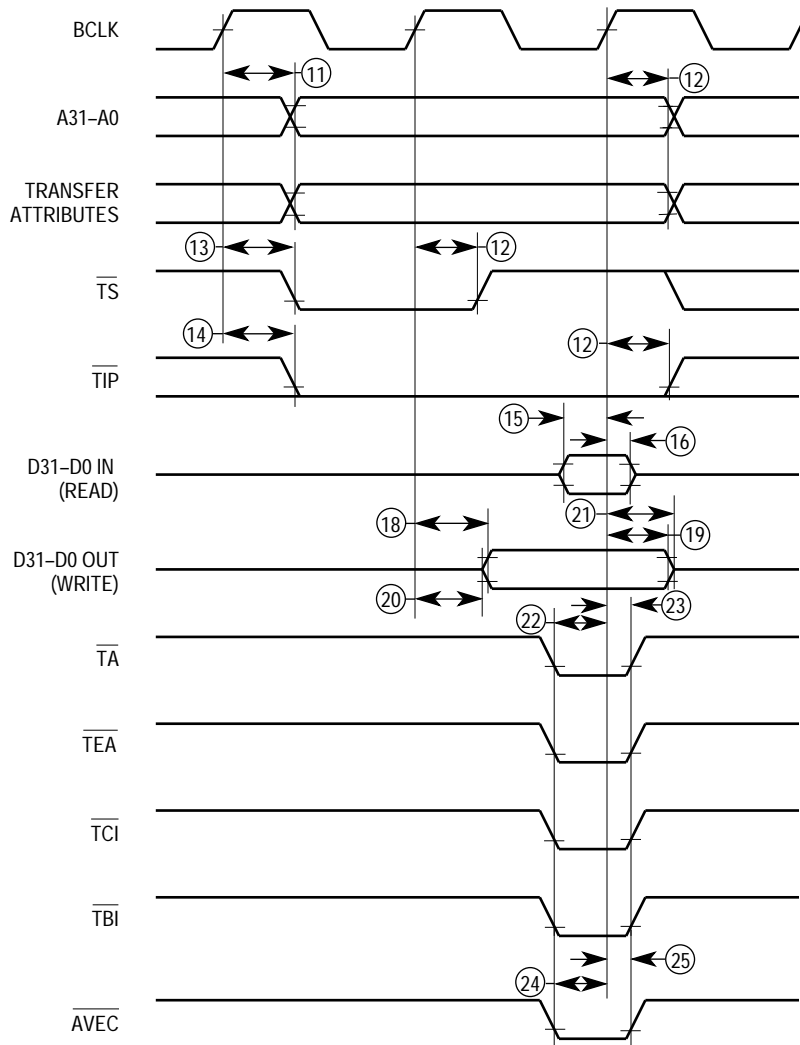 BCLK
11
12
A31–A0
TRANSFER
ATTRIBUTES
13
12
TS
14
12
TIP
15
16
D31–D0 IN
(READ)
21
18
19
D31–D0 OUT
(WRITE)
20
23
22
TA
TEA
TCI
TBI
25
24
AVEC